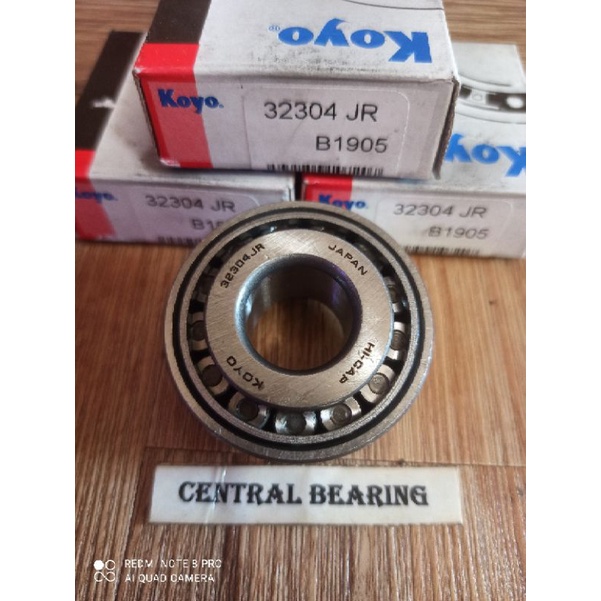 Koyo®
Koyo.
32304 JR
B1905
Koyo
32304 JR
Koyo.
32304 JR
B1905
32304JR
JAPAN
HI-CAP
KOYO
CENTRAL BEARING
REDMI NOTE 8 PRO
AI QUAD CAMERA